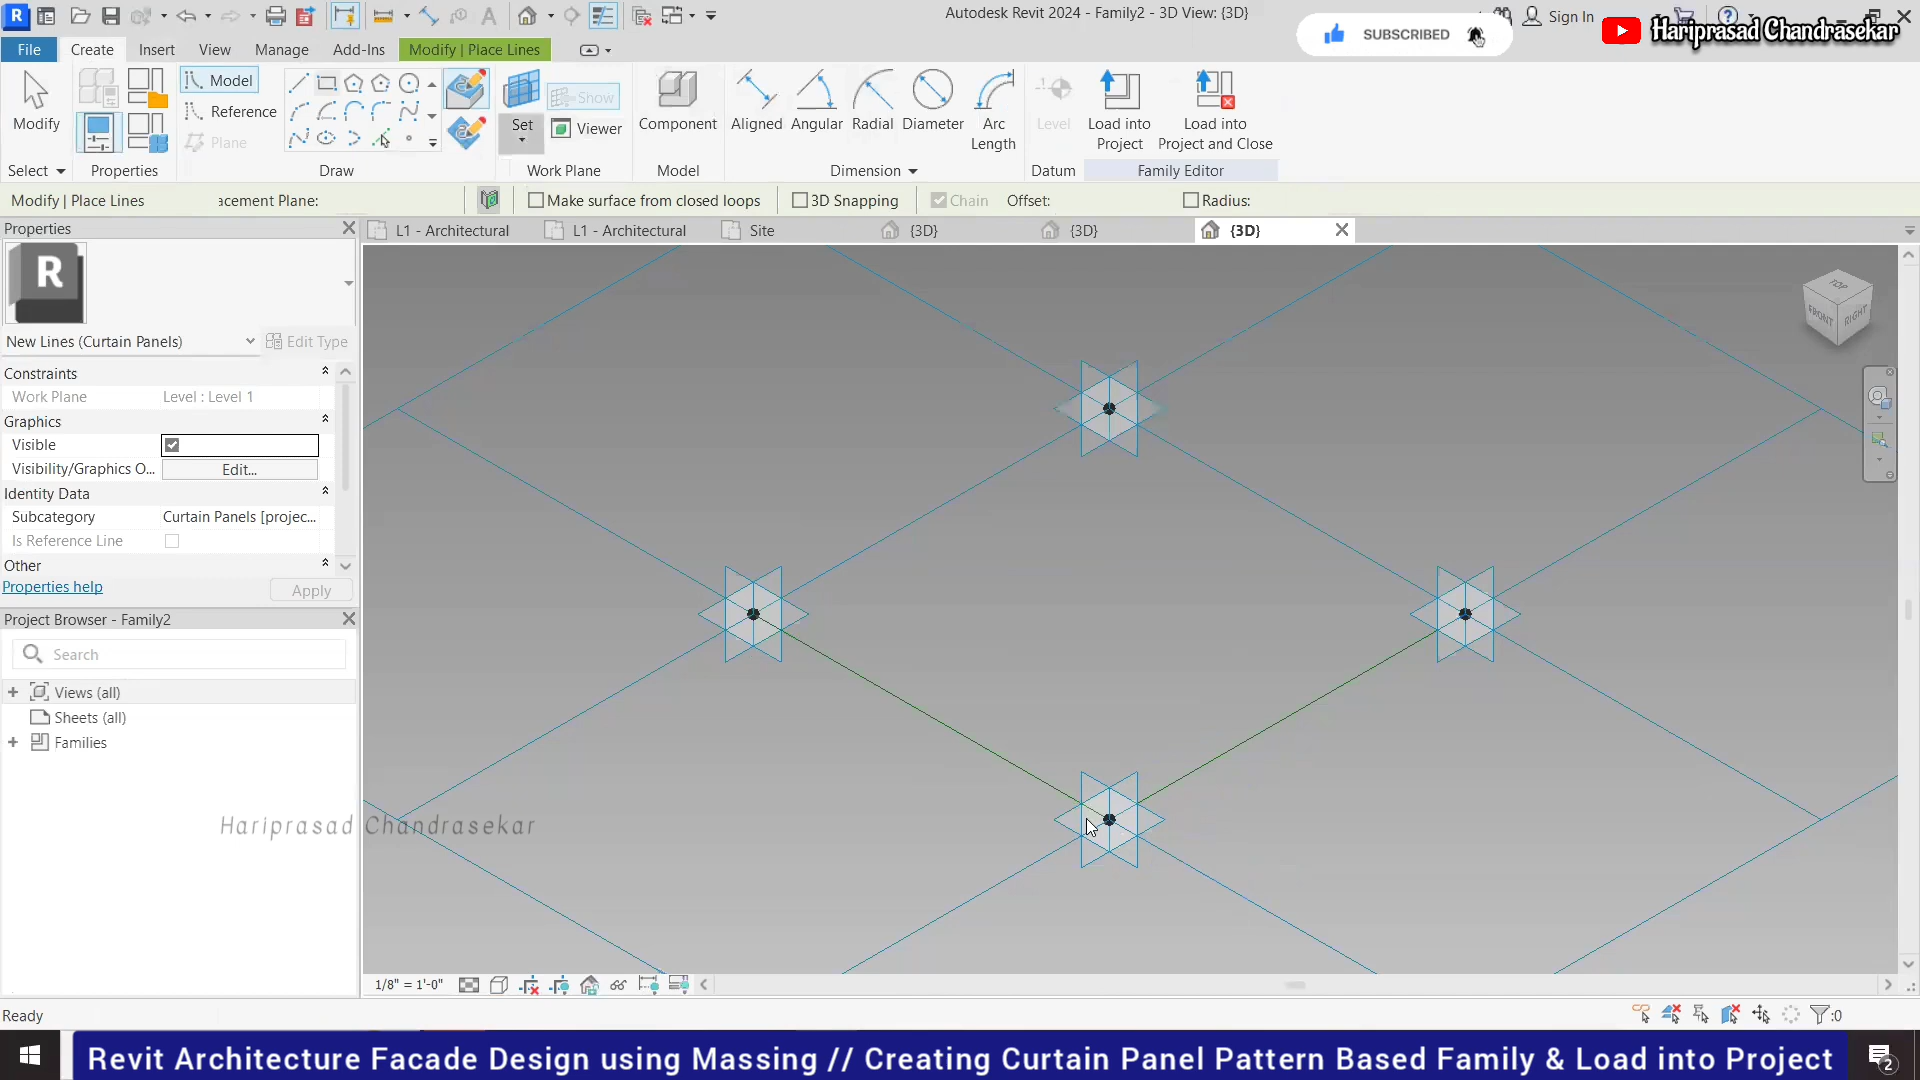 Autodesk Revit 2024 - Family2 - 3D View: {3D}
Sign In
SUBSCRIBED
Hariprasad Chandrasekar
File
Create
Insert
View
Manage
Add-Ins
Modify | Place Lines
Modify
Model
Reference
Plane
Set
Show
Viewer
Component
Aligned
Angular
Radial
Diameter
Arc
Length
Level
Load into
Project
Load into
Project and Close
Select
Properties
Draw
Work Plane
Model
Dimension
Datum
Family Editor
Modify | Place Lines
acement Plane:
Make surface from closed loops
3D Snapping
Chain
Offset:
Radius:
Properties
L1 - Architectural
L1 - Architectural
Site
{3D}
{3D}
{3D}
R
New Lines (Curtain Panels)
Edit Type
Constraints
Work Plane
Level : Level 1
Graphics
Visible
Visibility/Graphics O...
Edit...
Identity Data
Subcategory
Curtain Panels [projec...
Is Reference Line
Other
Properties help
Apply
Project Browser - Family2
Search
Views (all)
Sheets (all)
Families
TOP
FRONT
RIGHT
Hariprasad Chandrasekar
1/8" = 1'-0"
Ready
:0
Revit Architecture Facade Design using Massing // Creating Curtain Panel Pattern Based Family & Load into Project
2